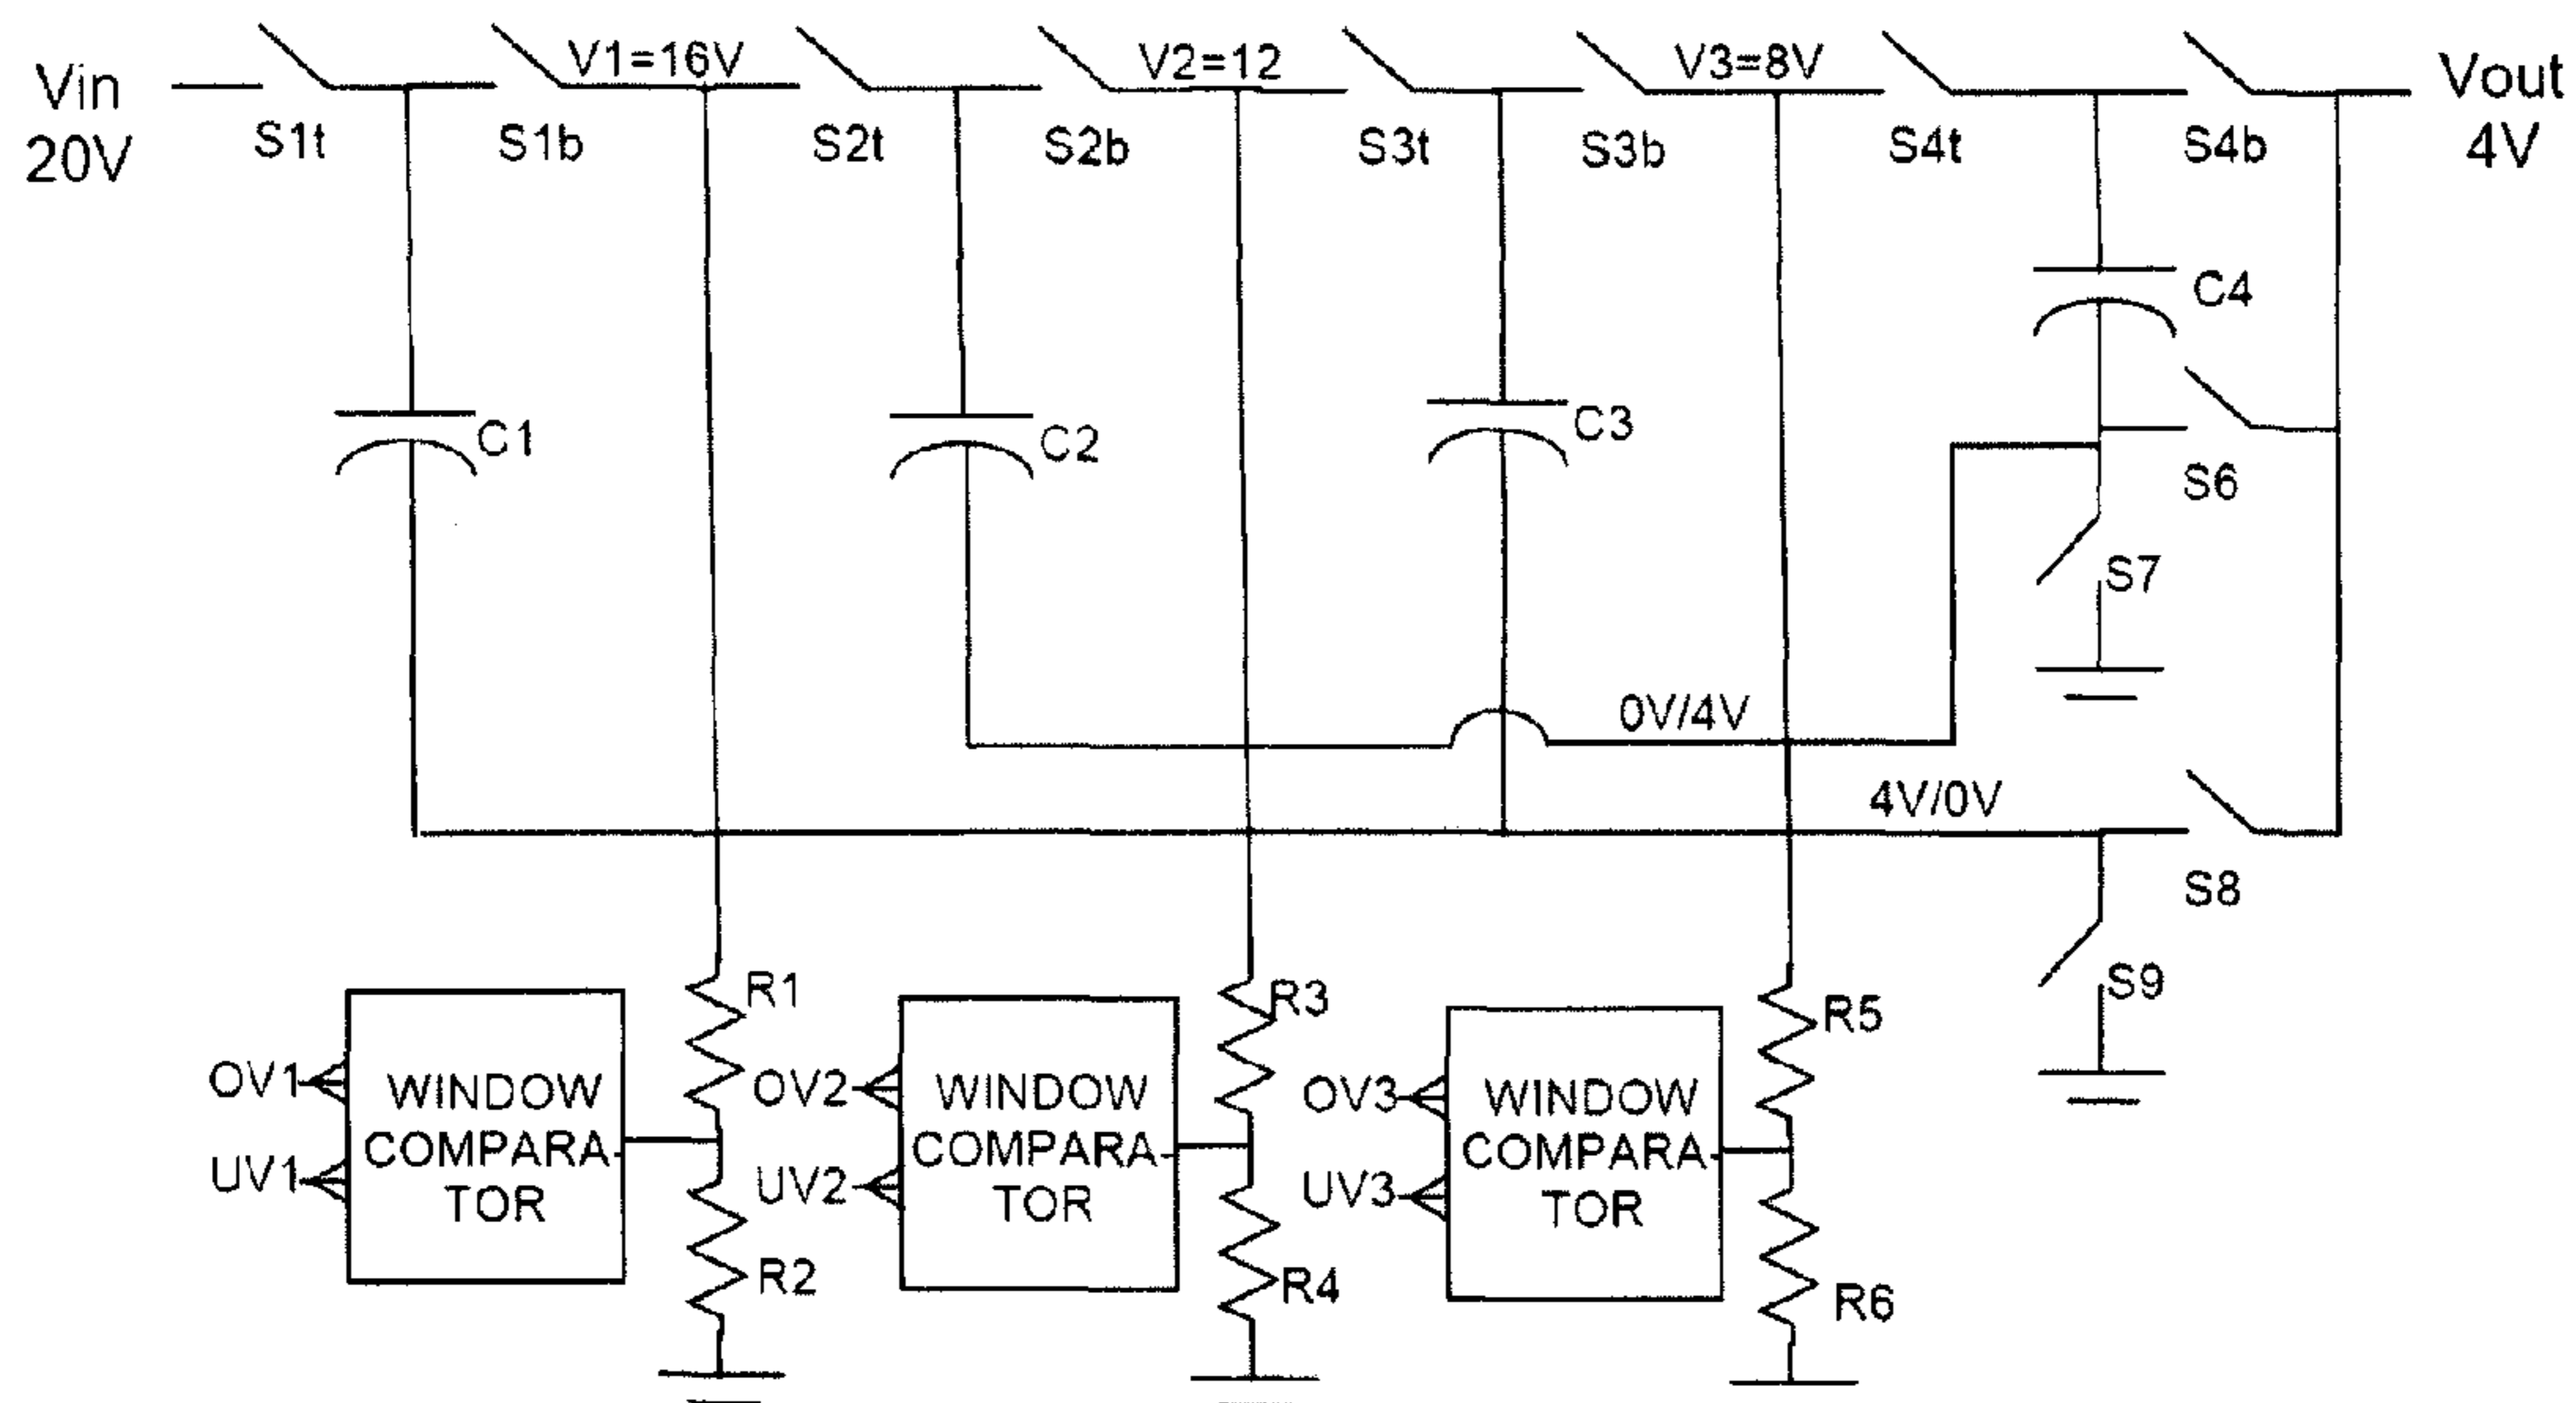 Vin
20V
S1t
S1b
V1=16V
S2t
S2b
V2=12
S3t
S3b
V3=8V
S4t
S4b
Vout
4V
C1
C2
C3
C4
S6
S7
0V/4V
4V/0V
S8
S9
R1
R2
R3
R4
R5
R6
OV1
UV1
WINDOW
COMPARA
TOR
OV2
UV2
WINDOW
COMPARA
TOR
OV3
UV3
WINDOW
COMPARA
TOR